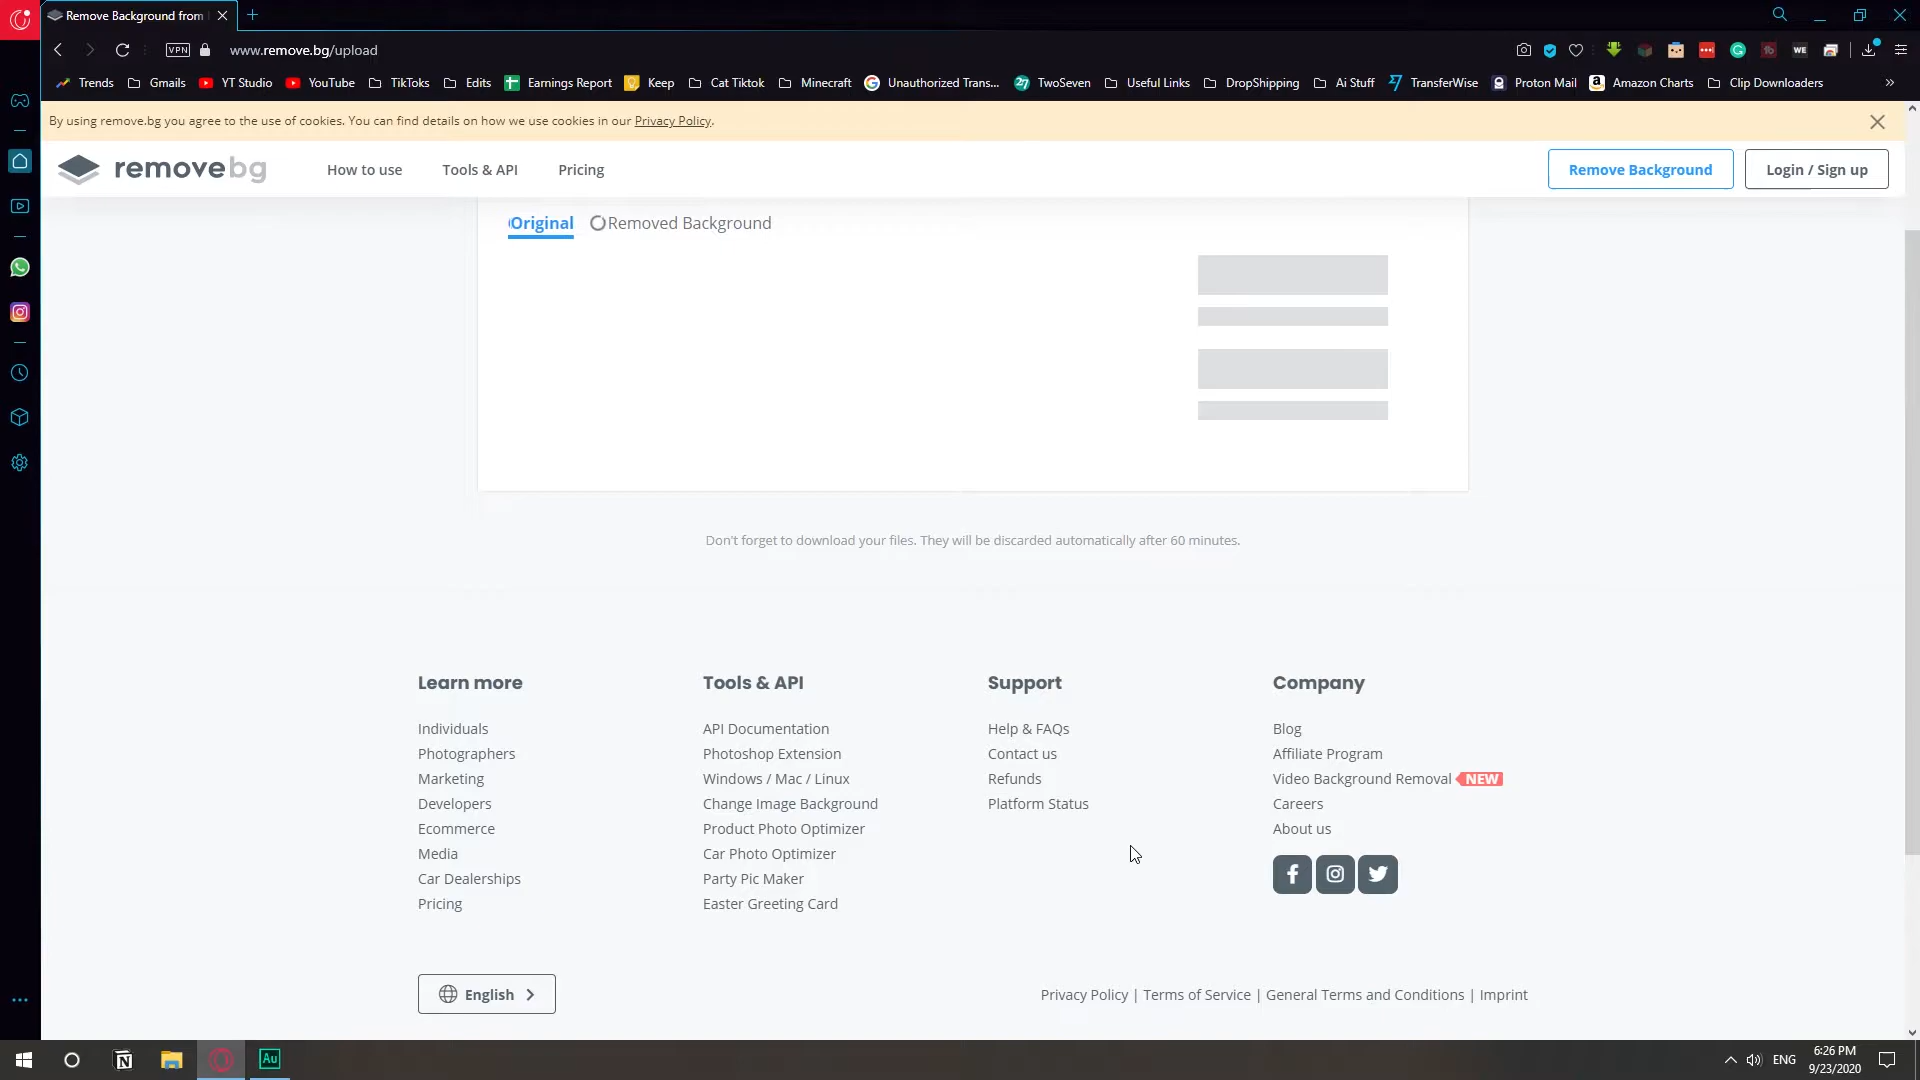 Remove Background from
www.remove.bg/upload
VPN
Trends Gmails YT Studio YouTube TikToks Edits Earnings Report Keep Cat Tiktok Minecraft Unauthorized Trans... TwoSeven Useful Links DropShipping Ai Stuff TransferWise Proton Mail Amazon Charts Clip Downloaders »
By using remove.bg you agree to the use of cookies. You can find details on how we use cookies in our Privacy Policy.
removebg How to use Tools & API Pricing Remove Background Login / Sign up
Original Removed Background
Don't forget to download your files. They will be discarded automatically after 60 minutes.
Learn more
Individuals
Photographers
Marketing
Developers
Ecommerce
Media
Car Dealerships
Pricing
Tools & API
API Documentation
Photoshop Extension
Windows / Mac / Linux
Change Image Background
Product Photo Optimizer
Car Photo Optimizer
Party Pic Maker
Easter Greeting Card
Support
Help & FAQs
Contact us
Refunds
Platform Status
Company
Blog
Affiliate Program
Video Background Removal NEW
Careers
About us
English
Privacy Policy | Terms of Service | General Terms and Conditions | Imprint
Au
ENG
6:26 PM
9/23/2020